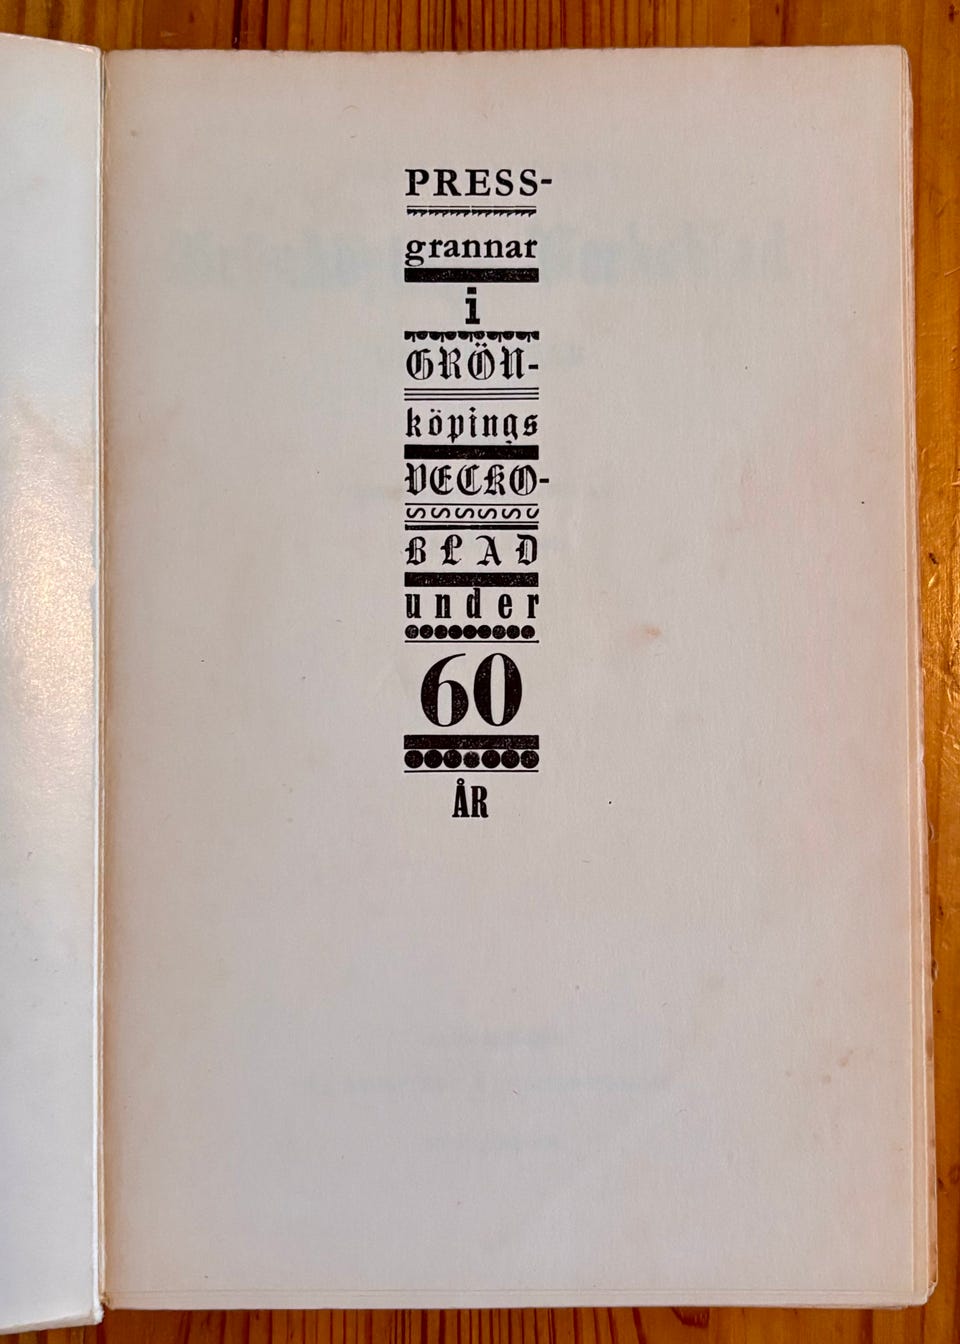 PRESS-
grannar
i
GRÖN-
köpings
VECKO-
BLAD
under
60
ÅR